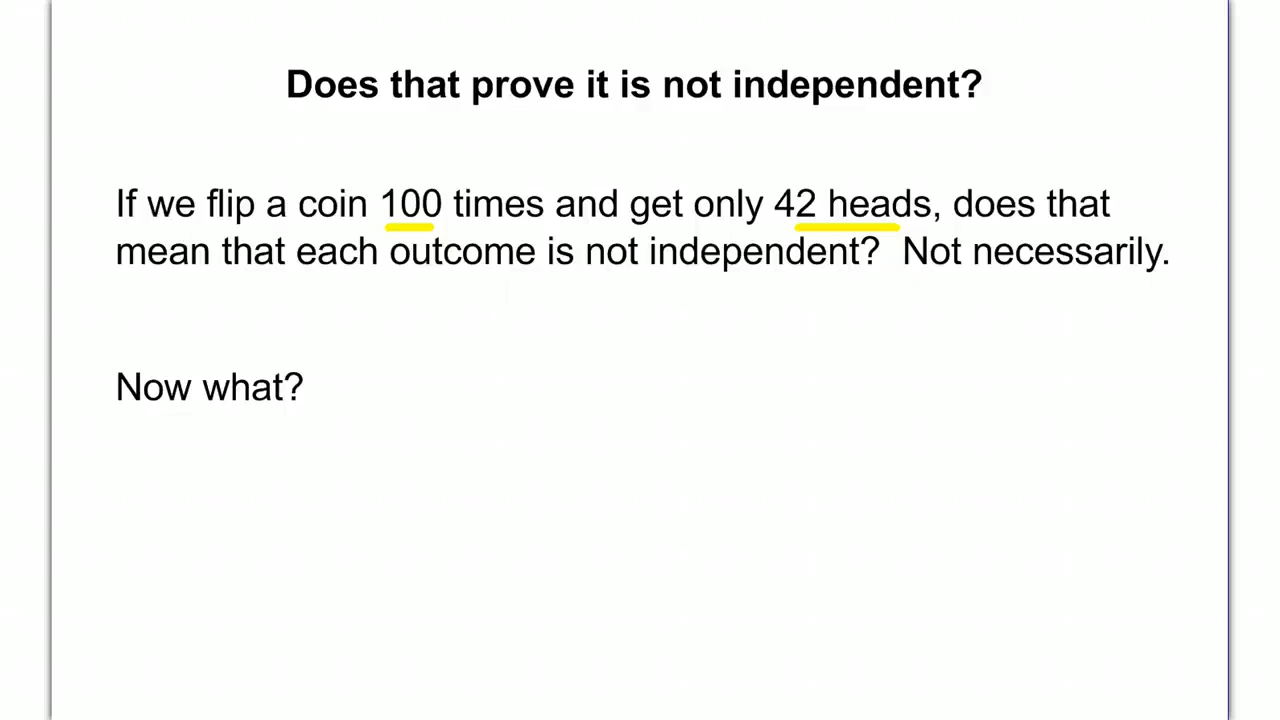 Does that prove it is not independent?
If we flip a coin 100 times and get only 42 heads, does that
mean that each outcome is not independent?  Not necessarily.
Now what?